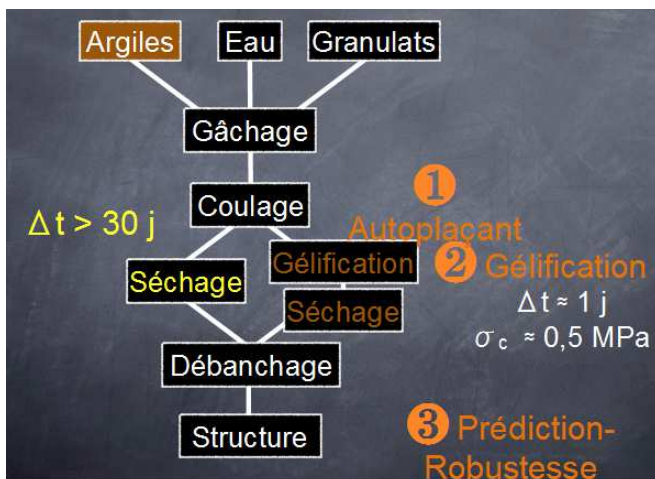 Argiles
Eau
Granulats
Gâchage
Coulage
❶
Δt > 30 j
Autoplaçant
Séchage
Gélification
❷ Gélification
Séchage
Δt ≈ 1 j
σc ≈ 0,5 MPa
Débanchage
Structure
❸ Prédiction-
Robustesse